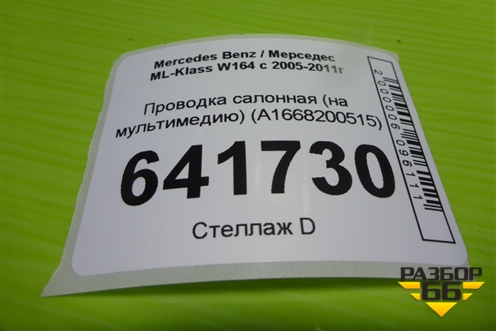 Mercedes Benz / Мерседес
ML-Klass W164 с 2005-2011г
Проводка салонная (на
мультимедию) (A1668200515)
641730
Стеллаж D
2000006096111
РАЗБОР
66